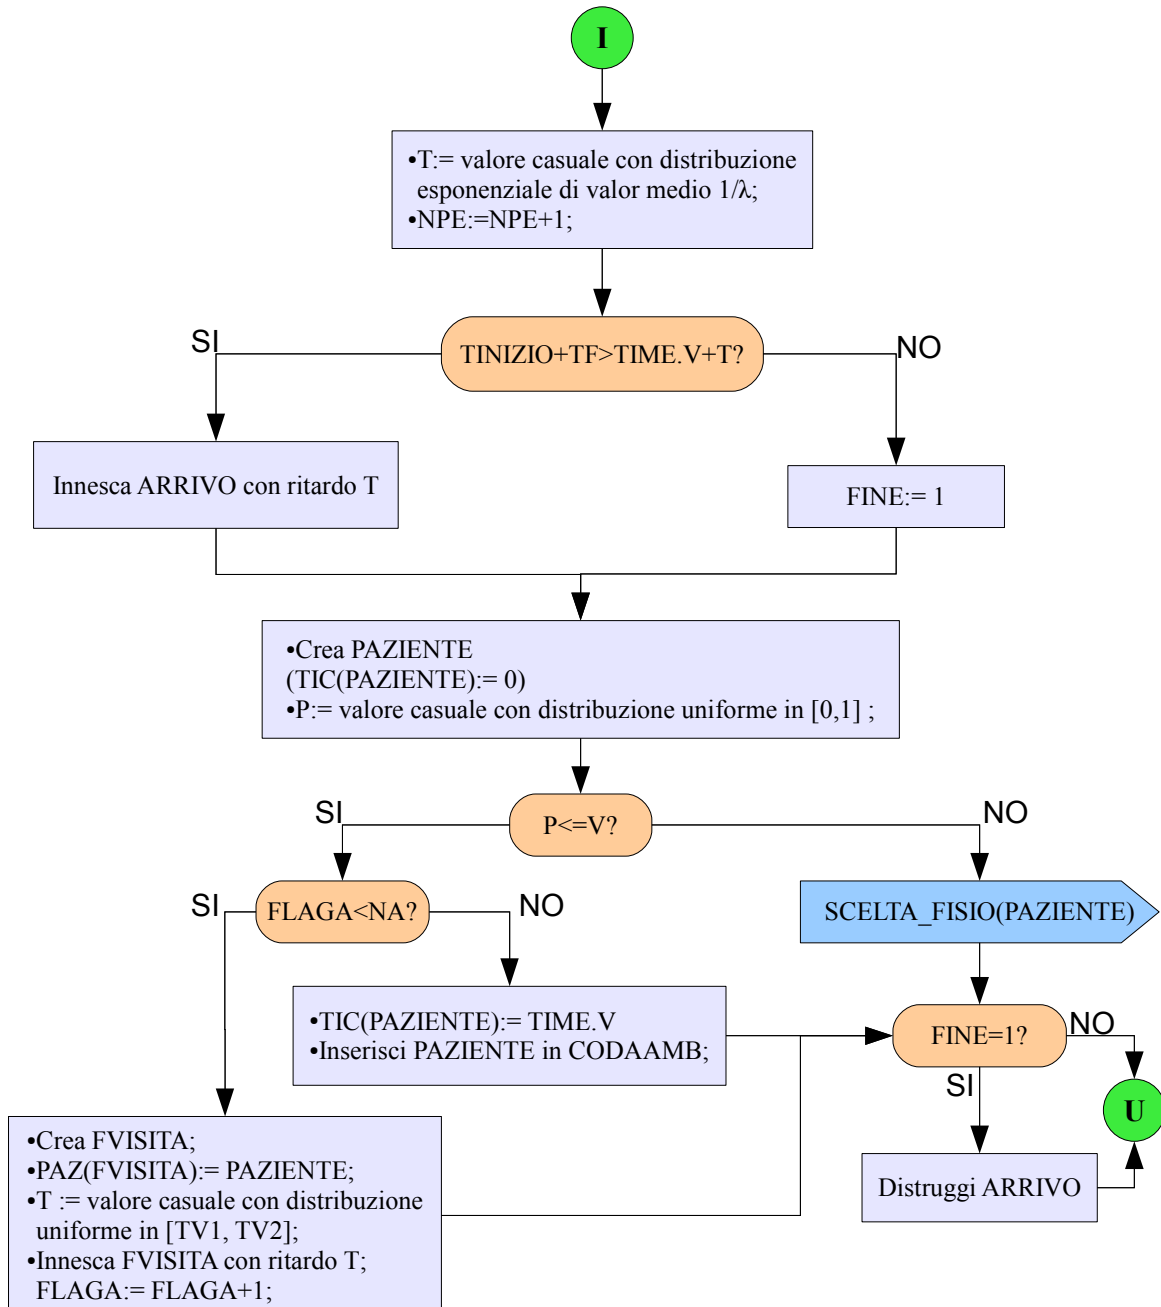 I
•T:= valore casuale con distribuzione
esponenziale di valor medio 1/λ;
•NPE:=NPE+1;
SI
TINIZIO+TF>TIME.V+T?
NO
Innesca ARRIVO con ritardo T
FINE:= 1
•Crea PAZIENTE
(TIC(PAZIENTE):= 0)
•P:= valore casuale con distribuzione uniforme in [0,1] ;
SI
P<=V?
NO
SI
FLAGA<NA?
NO
SCELTA_FISIO(PAZIENTE)
•TIC(PAZIENTE):= TIME.V
•Inserisci PAZIENTE in CODAAMB;
FINE=1?
NO
SI
U
•Crea FVISITA;
•PAZ(FVISITA):= PAZIENTE;
•T := valore casuale con distribuzione
uniforme in [TV1, TV2];
•Innesca FVISITA con ritardo T;
FLAGA:= FLAGA+1;
Distruggi ARRIVO